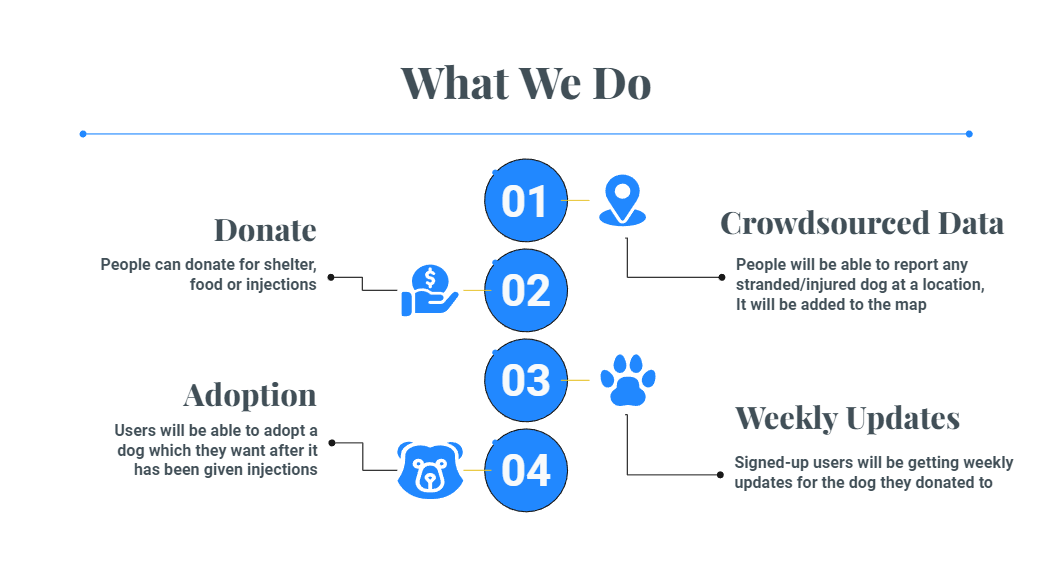 What We Do
01
Crowdsourced Data
People will be able to report any
stranded/injured dog at a location,
It will be added to the map
02
$
Donate
People can donate for shelter,
food or injections
03
Weekly Updates
Signed-up users will be getting weekly
updates for the dog they donated to
04
Adoption
Users will be able to adopt a
dog which they want after it
has been given injections